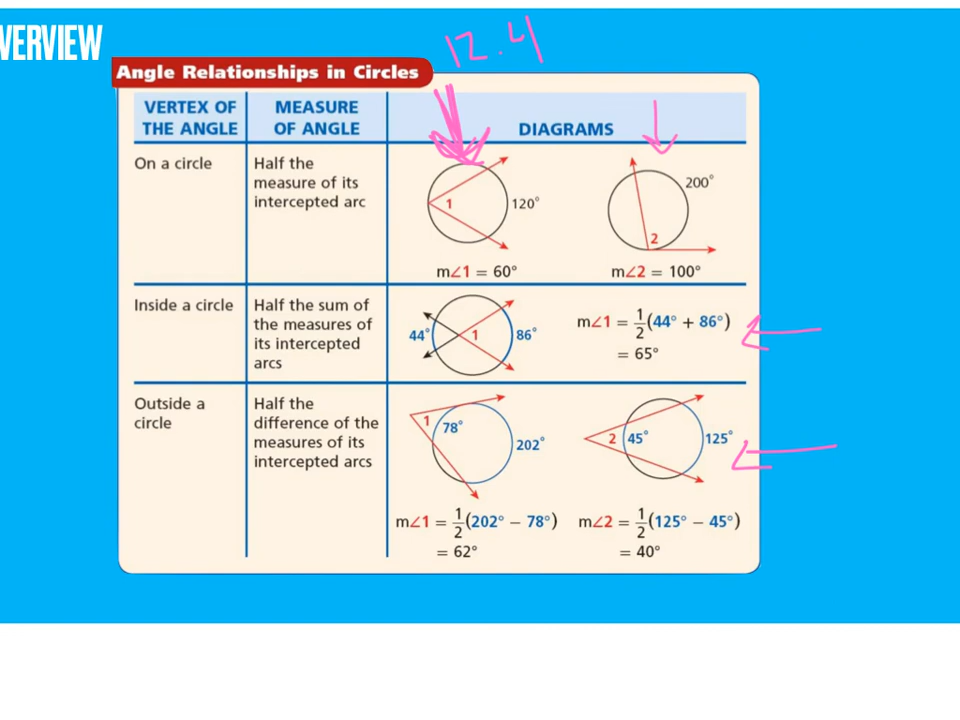 VERVIEW
12.4
Angle Relationships in Circles
VERTEX OF THE ANGLE
MEASURE OF ANGLE
DIAGRAMS
On a circle
Half the
measure of its
intercepted arc
1
120°
m∠1 = 60°
200°
2
m∠2 = 100°
Inside a circle
Half the sum of
the measures of
its intercepted
arcs
44°
1
86°
m∠1 = 1/2(44° + 86°)
= 65°
Outside a
circle
Half the
difference of the
measures of its
intercepted arcs
1
78°
202°
m∠1 = 1/2(202° – 78°)
= 62°
2
45°
125°
m∠2 = 1/2(125° – 45°)
= 40°